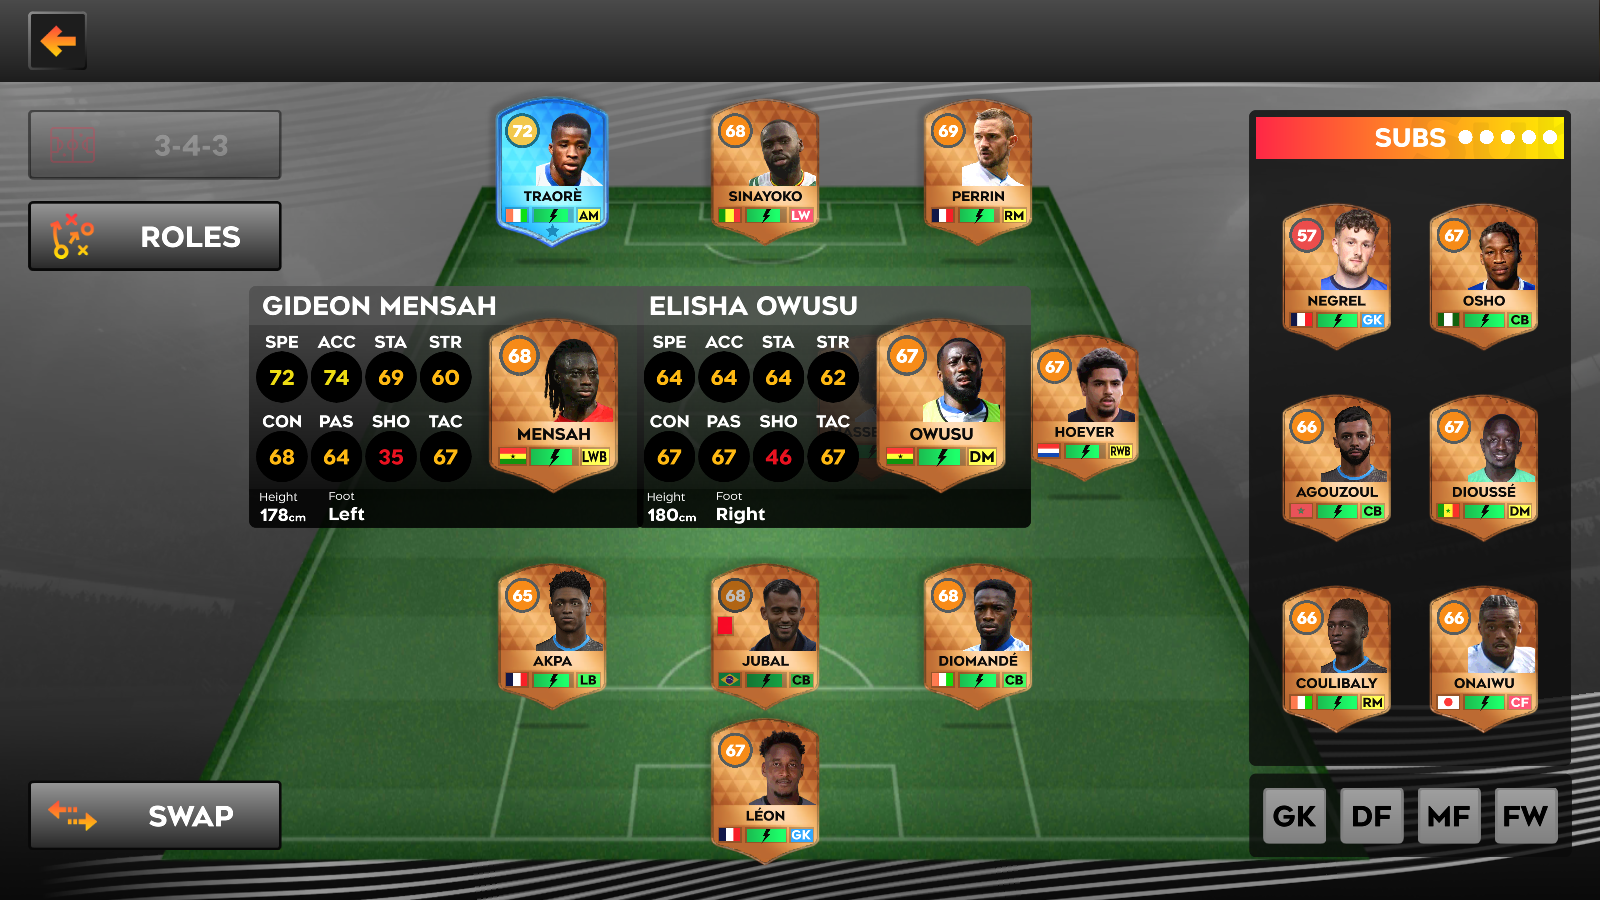 3-4-3
ROLES
72
TRAORÈ
AM
68
SINAYOKO
LW
69
PERRIN
RM
SUBS
57
NEGREL
GK
67
OSHO
CB
66
AGOUZOUL
CB
67
DIOUSSÉ
DM
66
COULIBALY
RM
66
ONAIWU
CF
GK DF MF FW
GIDEON MENSAH
SPE ACC STA STR
72 74 69 60
CON PAS SHO TAC
68 64 35 67
Height Foot
178cm Left
68
MENSAH
LWB
ELISHA OWUSU
SPE ACC STA STR
64 64 64 62
CON PAS SHO TAC
67 67 46 67
Height Foot
180cm Right
67
OWUSU
DM
67
HOEVER
RWB
65
AKPA
LB
68
JUBAL
CB
68
DIOMANDÉ
CB
67
LÉON
GK
SWAP